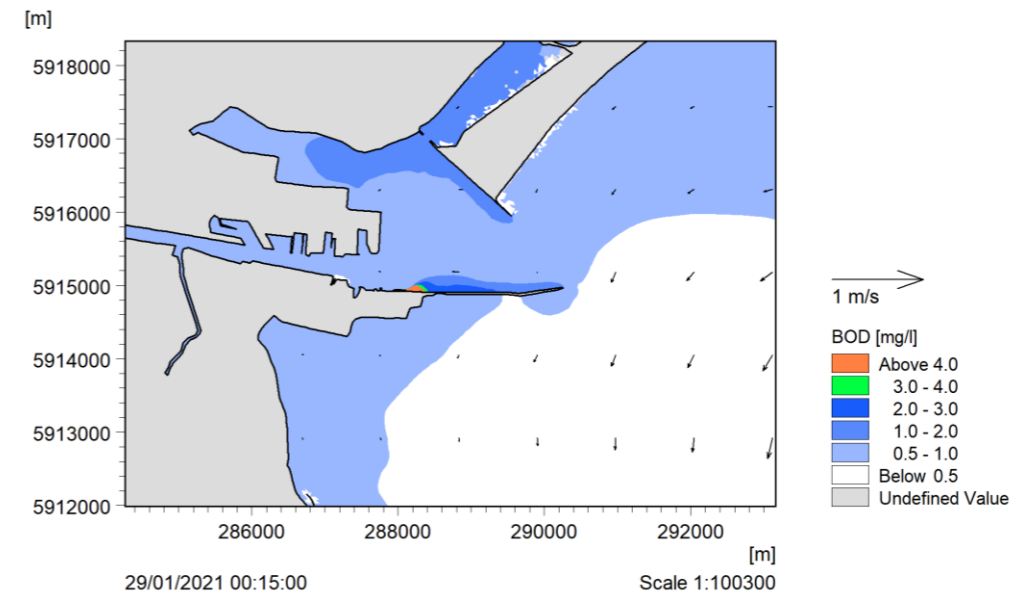 [m]
5918000
5917000
5916000
5915000
5914000
5913000
5912000
286000 288000 290000 292000
[m]
29/01/2021 00:15:00 Scale 1:100300
1 m/s
BOD [mg/l]
Above 4.0
3.0 - 4.0
2.0 - 3.0
1.0 - 2.0
0.5 - 1.0
Below 0.5
Undefined Value